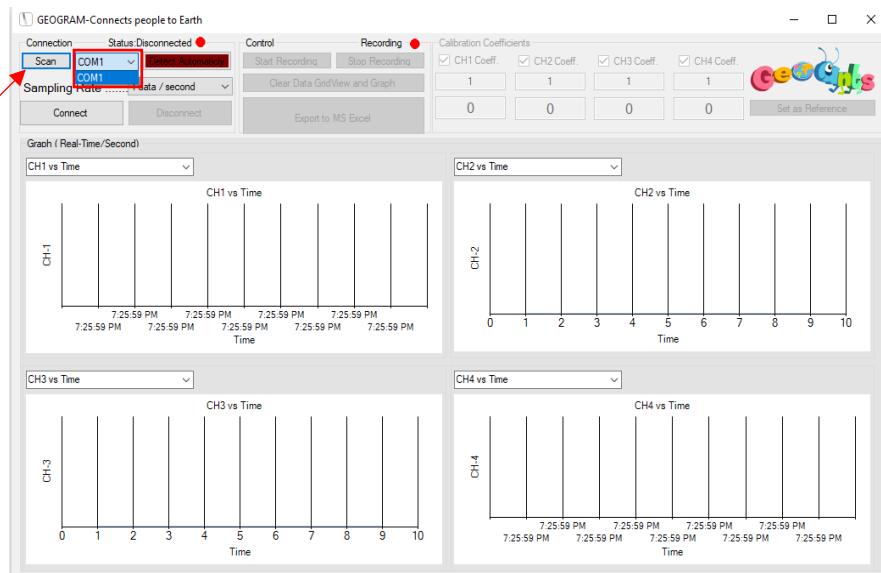 GEOGRAM-Connects people to Earth
Connection Status:Disconnected
Scan COM1 Detect Automaticly
COM1
Sampling Rate ....... data / second
Connect Disconnect
Control Recording
Start Recording Stop Recording
Clear Data GridView and Graph
Export to MS Excel
Calibration Coefficients
CH1 Coeff. CH2 Coeff. CH3 Coeff. CH4 Coeff.
1 1 1 1
0 0 0 0
GeoCants
Set as Reference
Graph ( Real-Time/Second)
CH1 vs Time
CH1 vs Time
CH-1
7:25:59 PM 7:25:59 PM 7:25:59 PM 7:25:59 PM
7:25:59 PM 7:25:59 PM 7:25:59 PM 7:25:59 PM 7:25:59 PM
Time
CH2 vs Time
CH2 vs Time
CH-2
0 1 2 3 4 5 6 7 8 9 10
Time
CH3 vs Time
CH3 vs Time
CH-3
0 1 2 3 4 5 6 7 8 9 10
Time
CH4 vs Time
CH4 vs Time
CH-4
7:25:59 PM 7:25:59 PM 7:25:59 PM 7:25:59 PM
7:25:59 PM 7:25:59 PM 7:25:59 PM 7:25:59 PM 7:25:59 PM
Time